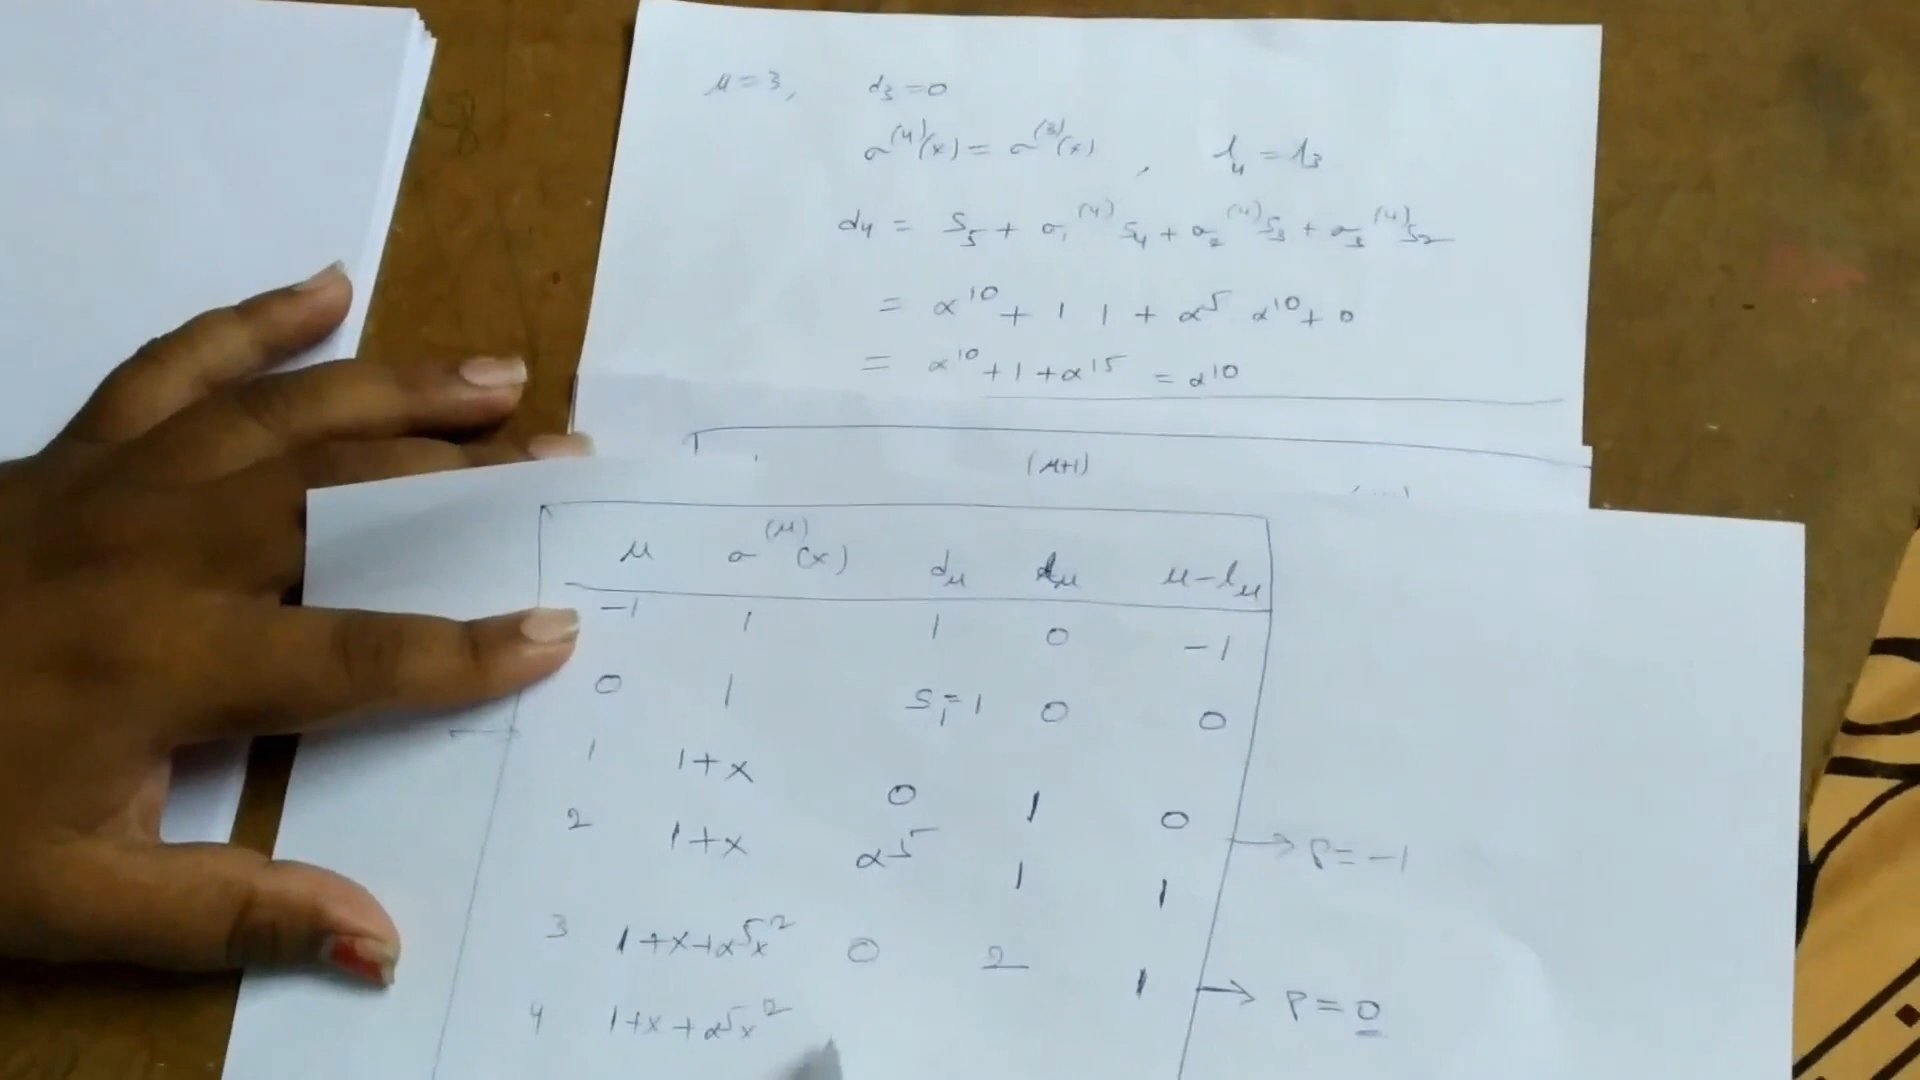 μ = 3, d₃ = 0
σ⁽⁴⁾(x) = σ⁽³⁾(x), l₄ = l₃
d₄ = S₅ + σ₁⁽⁴⁾ S₄ + σ₂⁽⁴⁾ S₃ + σ₃⁽⁴⁾ S₂
= α¹⁰ + 1 1 + α⁵ α¹⁰ + 0
= α¹⁰ + 1 + α¹⁵ = α¹⁰
(μ+1)
μ σ⁽μ⁾(x) dμ lμ μ - lμ
-1 1 1 0 -1
0 1 S₁ = 1 0 0
1 1+x 0 1 0
2 1+x α⁵ 1 1 → ρ = -1
3 1+x+α⁵x² 0 2 1 → ρ = 0
4 1+x+α⁵x²